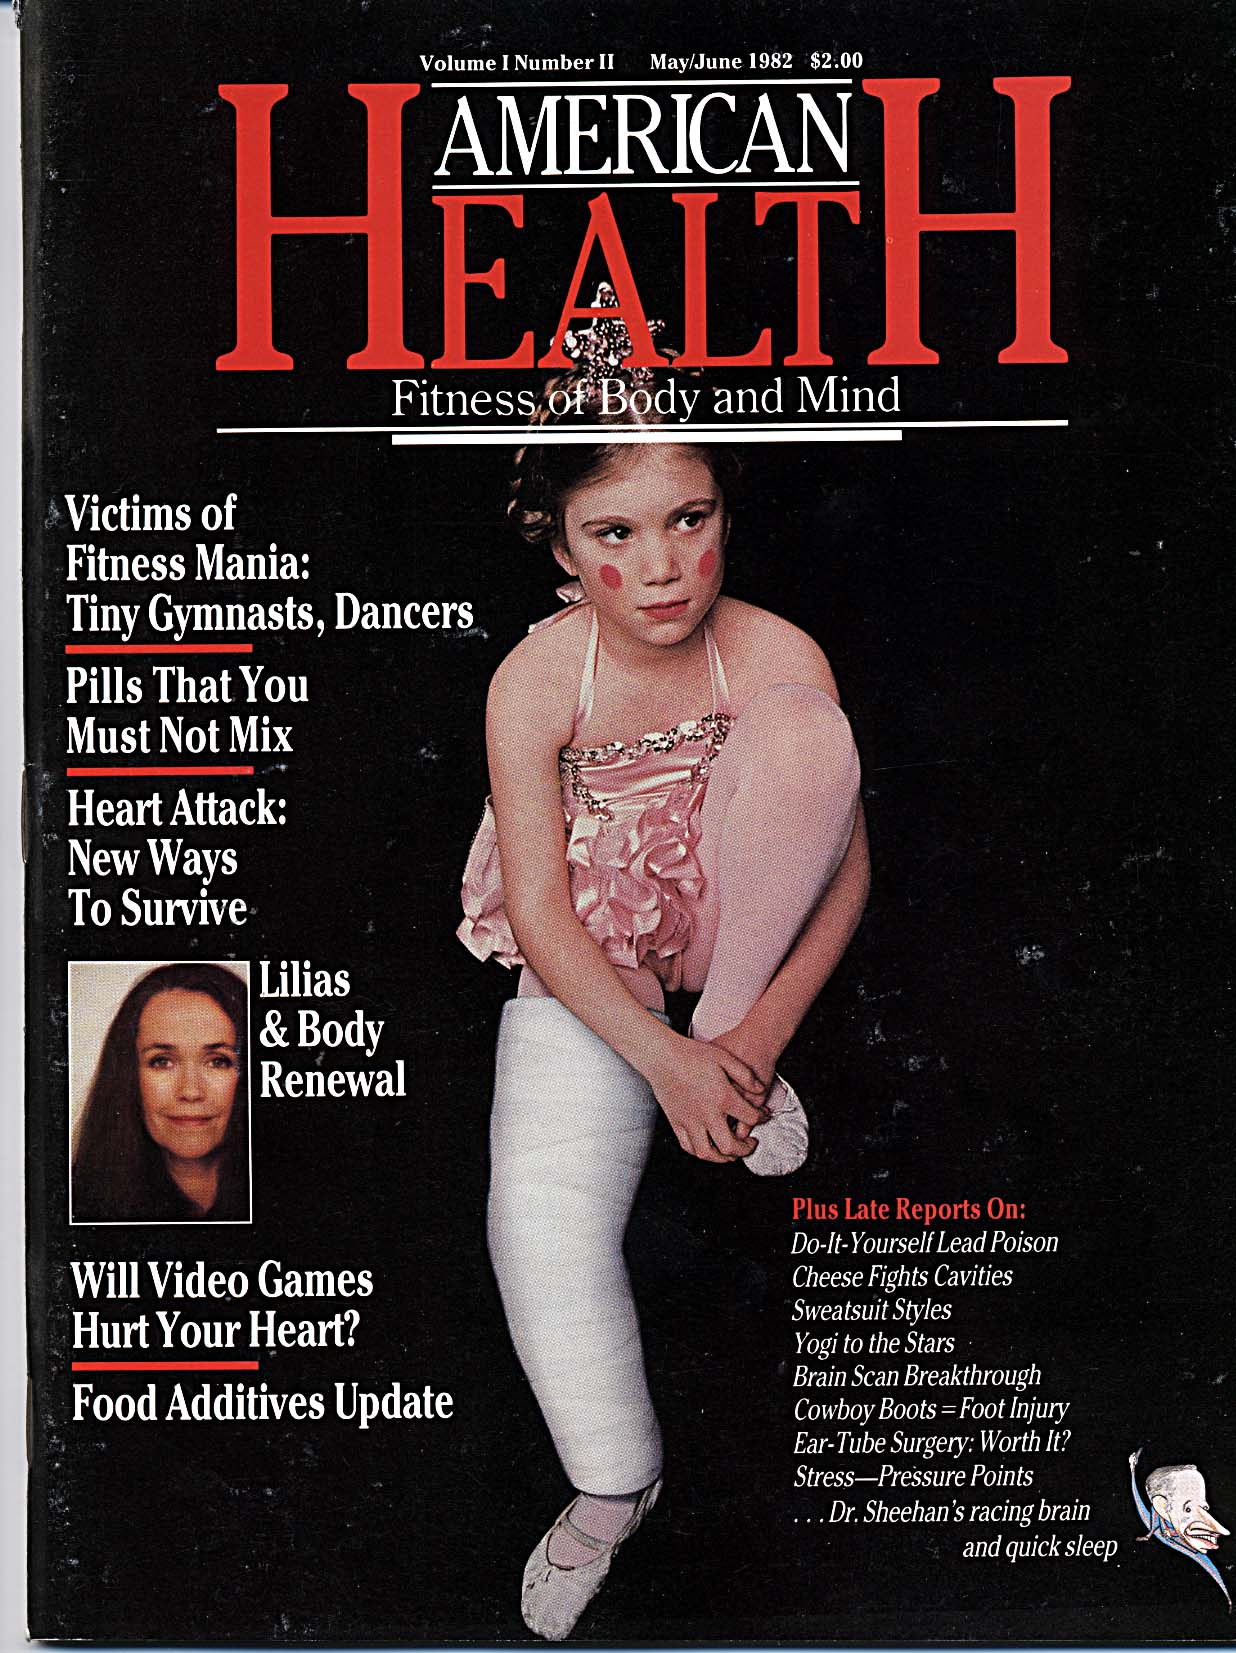 Volume I Number II May/June 1982 $2.00
AMERICAN
HEALTH
Fitness of Body and Mind
Victims of
Fitness Mania:
Tiny Gymnasts, Dancers
Pills That You
Must Not Mix
Heart Attack:
New Ways
To Survive
Lilias
& Body
Renewal
Will Video Games
Hurt Your Heart?
Food Additives Update
Plus Late Reports On:
Do-It-Yourself Lead Poison
Cheese Fights Cavities
Sweatsuit Styles
Yogi to the Stars
Brain Scan Breakthrough
Cowboy Boots = Foot Injury
Ear-Tube Surgery: Worth It?
Stress—Pressure Points
. . . Dr. Sheehan's racing brain
and quick sleep